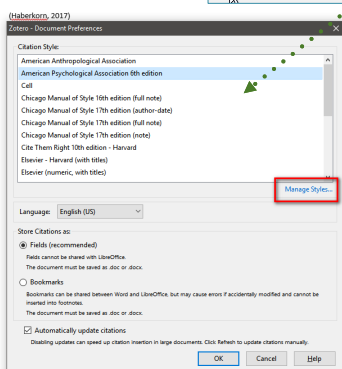 (Haberkorn, 2017)
Zotero - Document Preferences
Citation Style:
American Anthropological Association
American Psychological Association 6th edition
Cell
Chicago Manual of Style 16th edition (full note)
Chicago Manual of Style 17th edition (author-date)
Chicago Manual of Style 17th edition (full note)
Chicago Manual of Style 17th edition (note)
Cite Them Right 10th edition - Harvard
Elsevier - Harvard (with titles)
Elsevier (numeric, with titles)
Manage Styles...
Language: English (US)
Store Citations as:
Fields (recommended)
Fields cannot be shared with LibreOffice.
The document must be saved as .doc or .docx.
Bookmarks
Bookmarks can be shared between Word and LibreOffice, but may cause errors if accidentally modified and cannot be
inserted into footnotes.
The document must be saved as .doc or .docx.
Automatically update citations
Disabling updates can speed up citation insertion in large documents. Click Refresh to update citations manually.
OK Cancel Help